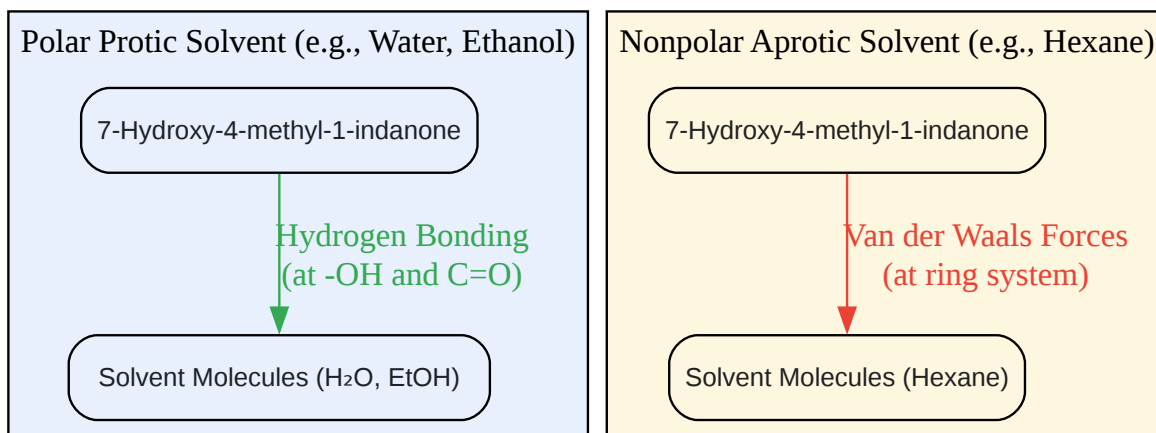 Polar Protic Solvent (e.g., Water, Ethanol)
7-Hydroxy-4-methyl-1-indanone
Hydrogen Bonding
(at -OH and C=O)
Solvent Molecules (H₂O, EtOH)
Nonpolar Aprotic Solvent (e.g., Hexane)
7-Hydroxy-4-methyl-1-indanone
Van der Waals Forces
(at ring system)
Solvent Molecules (Hexane)